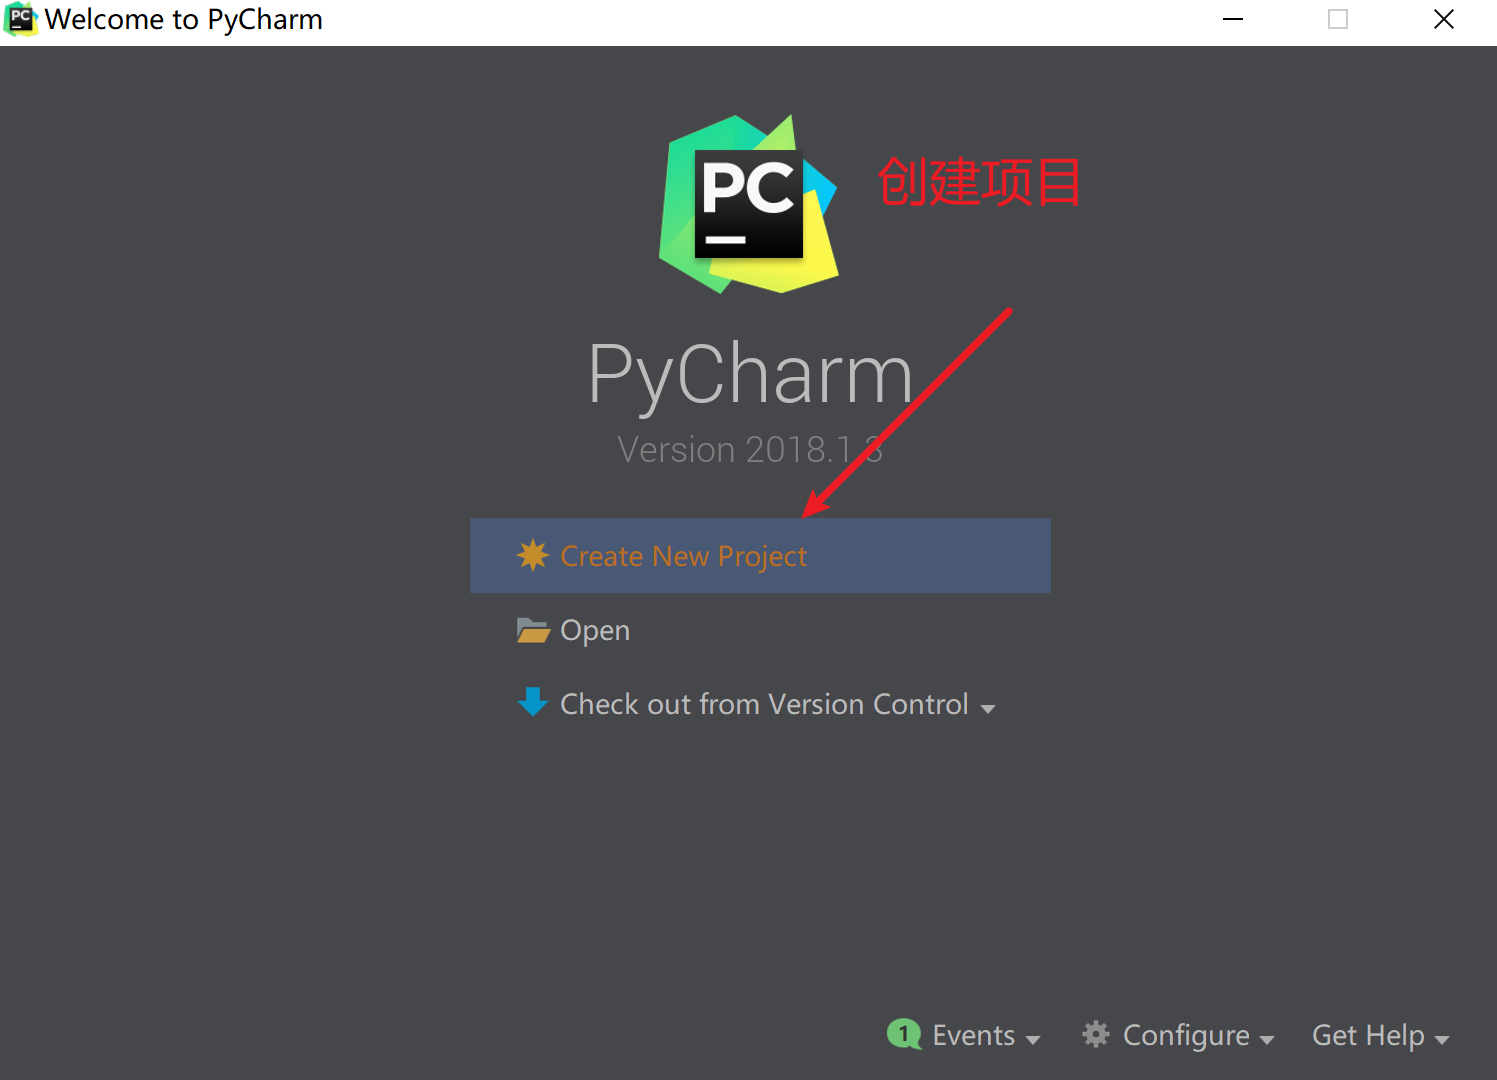 Welcome to PyCharm
PC
创建项目
PyCharm
Version 2018.1.3
Create New Project
Open
Check out from Version Control
1 Events
Configure
Get Help